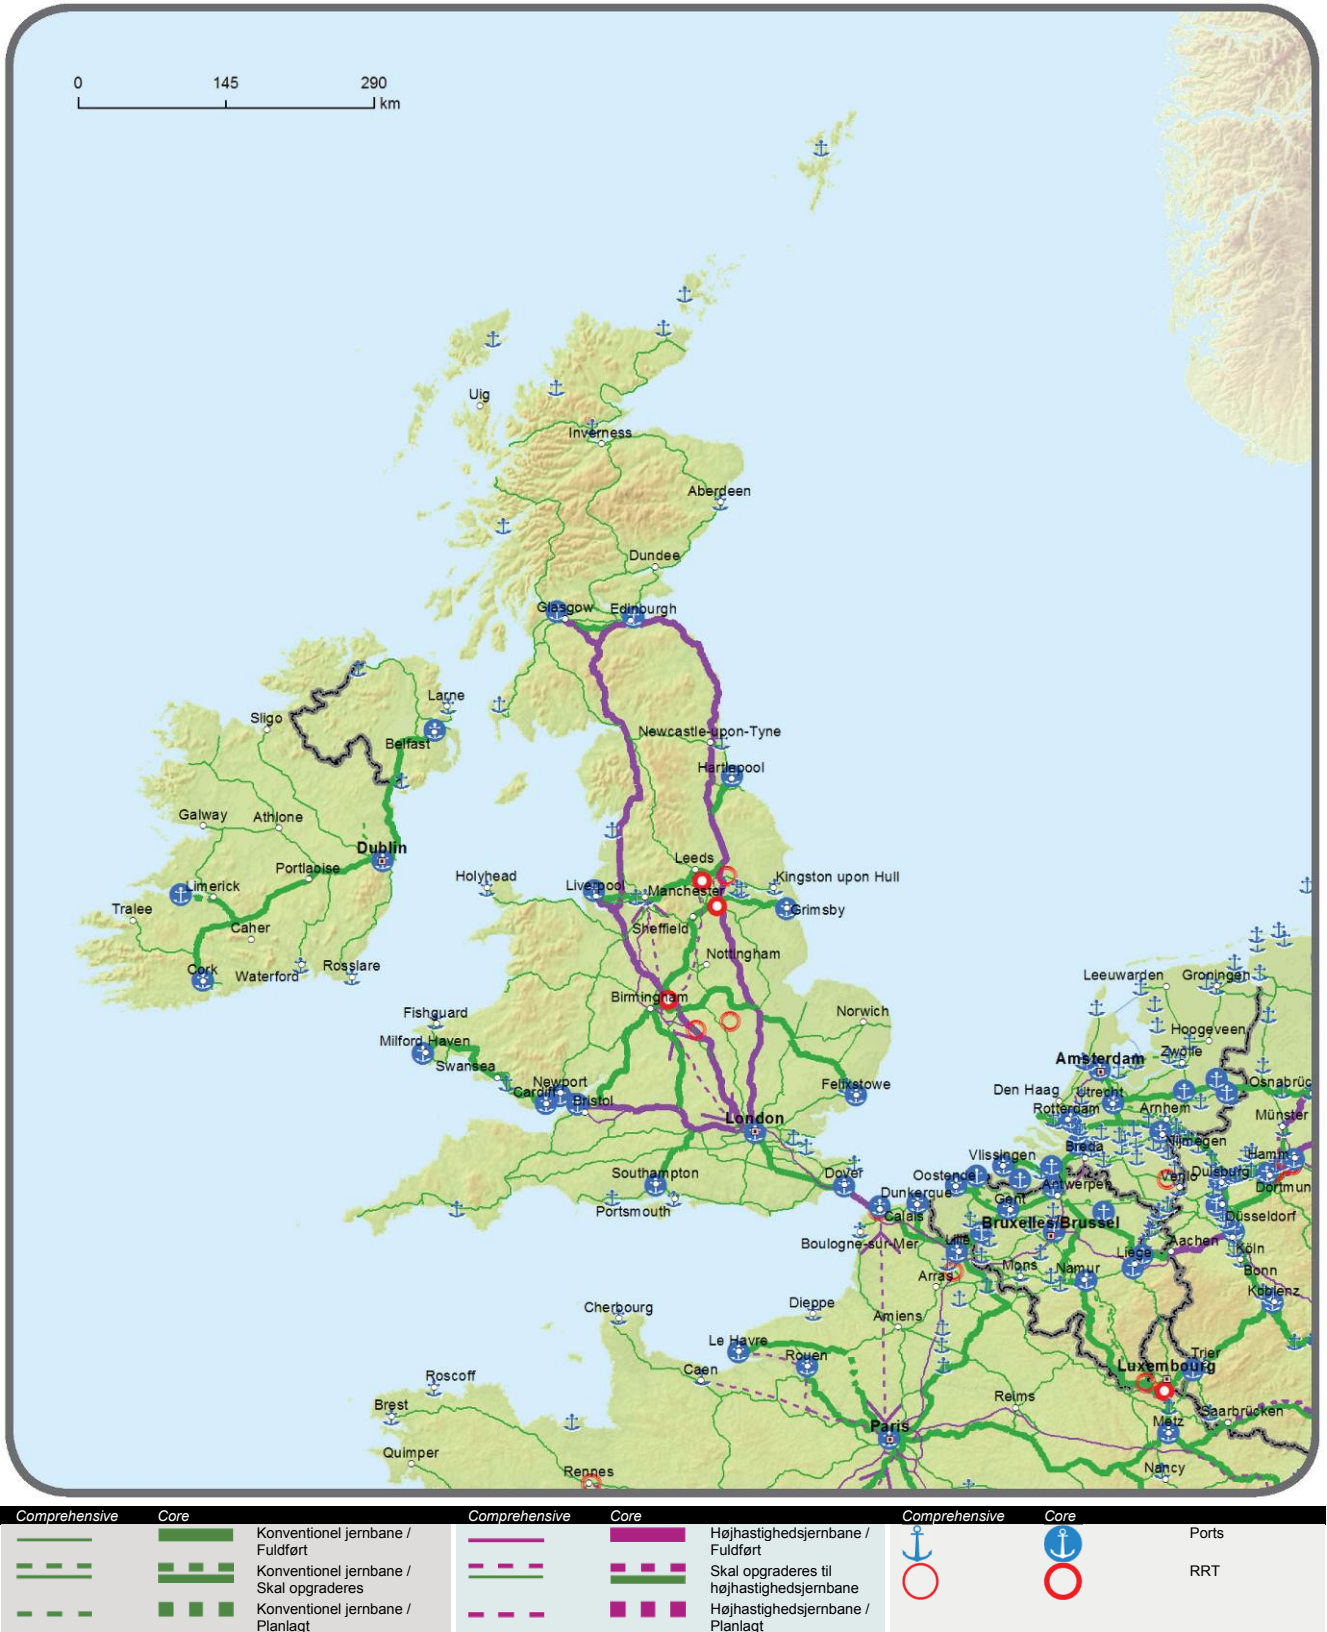 0 145 290
km
Uig
Inverness
Aberdeen
Dundee
Glasgow Edinburgh
Larne
Sligo
Belfast
Newcastle-upon-Tyne
Hartlepool
Galway Athlone
Dublin
Portlaoise
Leeds
Holyhead Liverpool Manchester Kingston upon Hull
Limerick
Tralee
Grimsby
Caher
Sheffield
Nottingham
Cork Waterford Rosslare
Leeuwarden Groningen
Birmingham
Fishguard
Norwich
Hoogeveen
Milford Haven
Zwolle
Amsterdam
Swansea
Newport
Felixstowe
Den Haag Utrecht Osnabrüc
Cardiff Bristol
Rotterdam Arnhem Münster
London
Nijmegen
Breda
Vlissingen Hamm
Southampton Dover Oostende Venlo Duisburg
Gent Antwerpen Dortmun
Dunkerque
Portsmouth Calais Bruxelles/Brussel Düsseldorf
Boulogne-sur-Mer Lille Aachen Köln
Liege
Arras Mons Namur Bonn
Koblenz
Cherbourg Dieppe
Amiens
Le Havre
Rouen
Caen
Trier
Luxembourg
Roscoff
Reims
Brest
Saarbrücken
Paris Metz
Quimper
Rennes Nancy
Comprehensive Core
Konventionel jernbane /
Fuldført
Konventionel jernbane /
Skal opgraderes
Konventionel jernbane /
Planlagt
Comprehensive Core
Højhastighedsjernbane /
Fuldført
Skal opgraderes til
højhastighedsjernbane
Højhastighedsjernbane /
Planlagt
Comprehensive Core
Ports
RRT